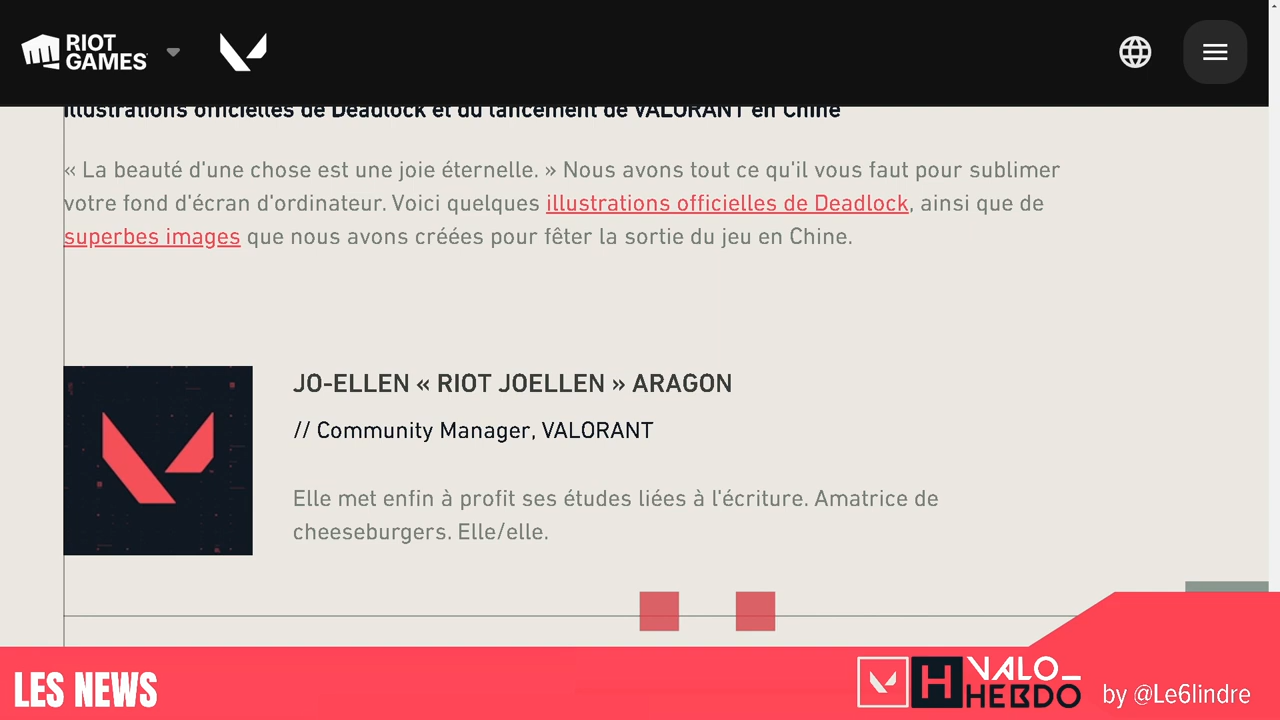 RIOT
GAMES
illustrations officielles de Deadlock et du lancement de VALORANT en Chine
« La beauté d'une chose est une joie éternelle. » Nous avons tout ce qu'il vous faut pour sublimer
votre fond d'écran d'ordinateur. Voici quelques illustrations officielles de Deadlock, ainsi que de
superbes images que nous avons créées pour fêter la sortie du jeu en Chine.
JO-ELLEN « RIOT JOELLEN » ARAGON
// Community Manager, VALORANT
Elle met enfin à profit ses études liées à l'écriture. Amatrice de
cheeseburgers. Elle/elle.
LES NEWS
H VALO_
HEBDO
by @Le6lindre